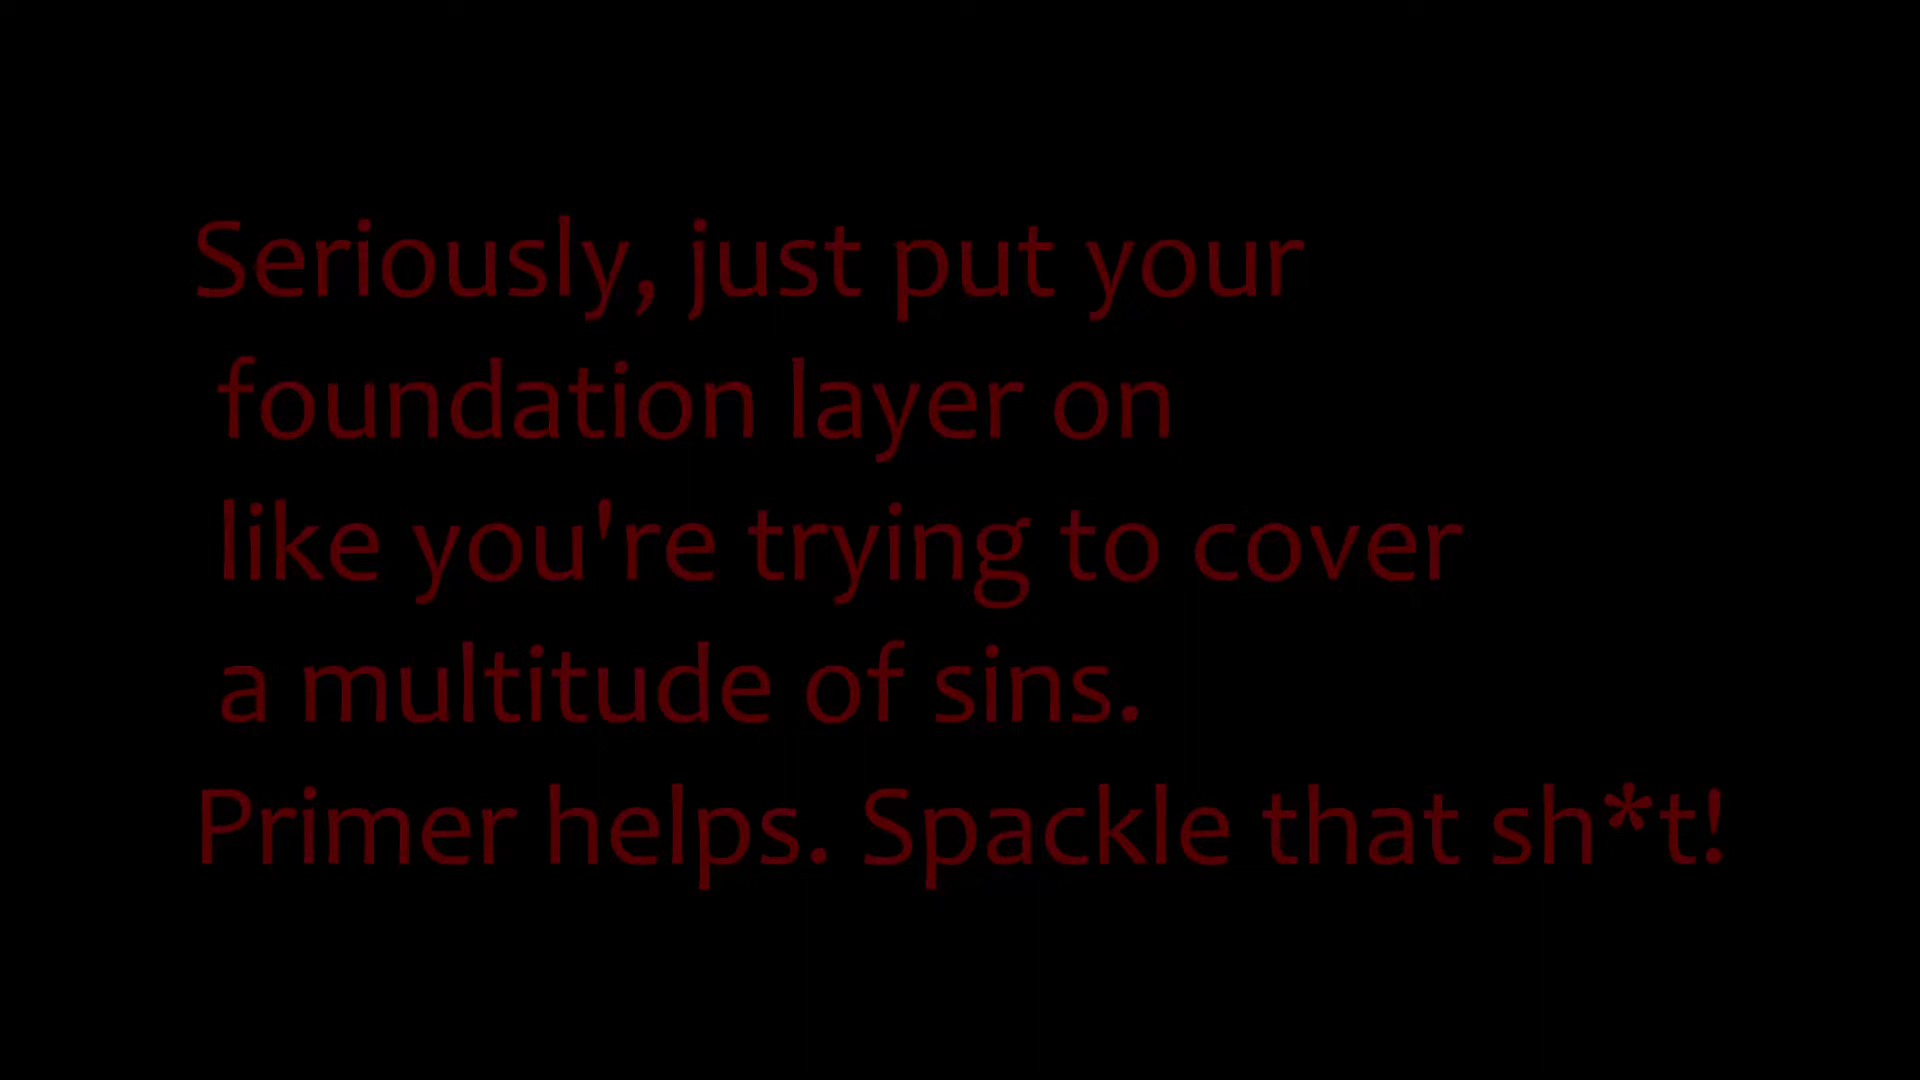 Seriously, just put your
foundation layer on
like you're trying to cover
a multitude of sins.
Primer helps. Spackle that sh*t!